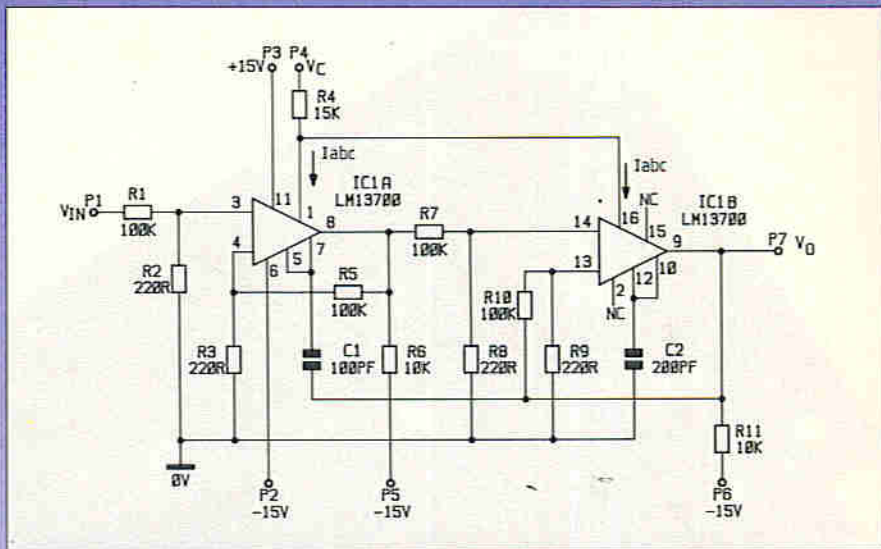 P3 P4
+15V VC
R4
15K
Iabc
Iabc
IC1A
LM13700
IC1B
LM13700
NC
VIN P1 R1
100K
3 11 1 8
4 6 5 7
R7
100K
14 16 15 9
13 2 12 10
NC
P7 VO
R2
220R
R5
100K
R10
100K
R3
220R
C1
100PF
R6
10K
R8
220R
R9
220R
C2
200PF
R11
10K
0V
P2
-15V
P5
-15V
P6
-15V